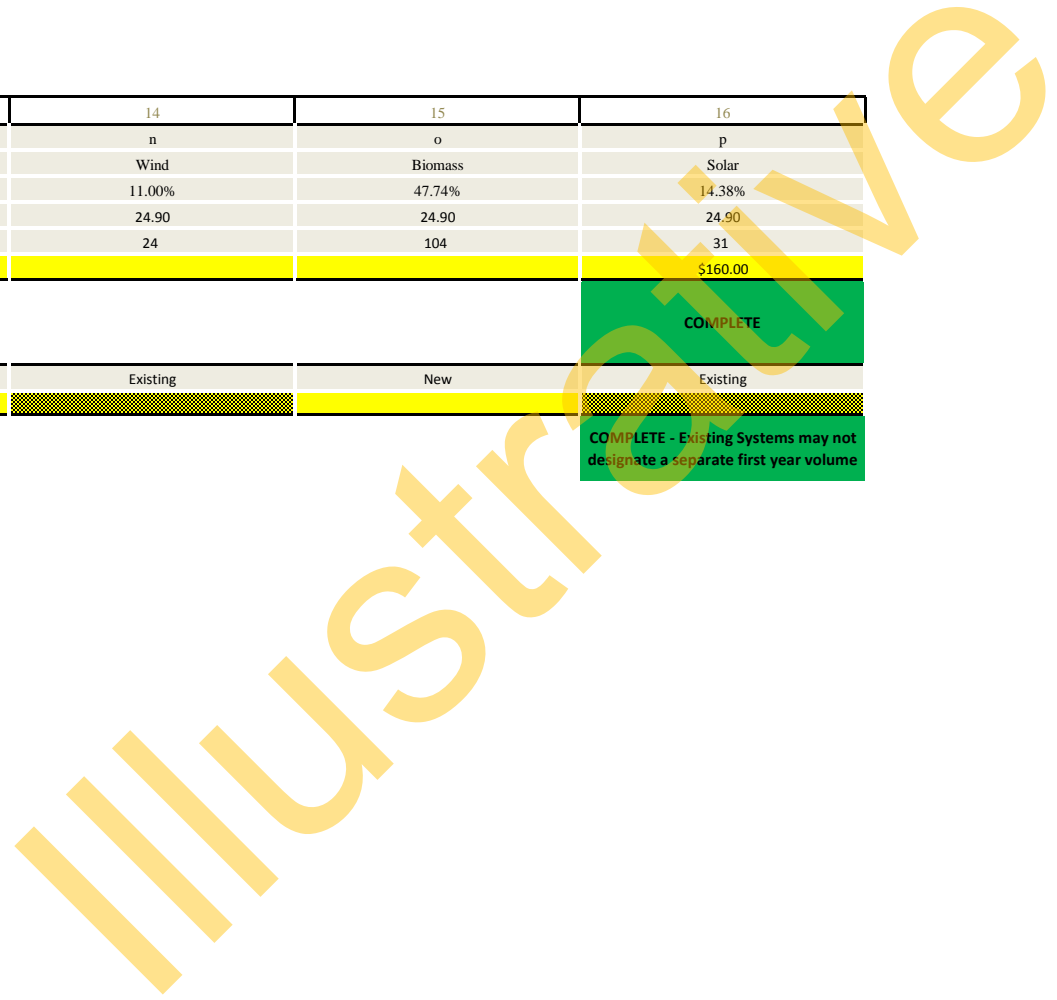 14 15 16
n o p
Wind Biomass Solar
11.00% 47.74% 14.38%
24.90 24.90 24.90
24 104 31
$160.00
COMPLETE
Existing New Existing
COMPLETE - Existing Systems may not
designate a separate first year volume
Illustrative